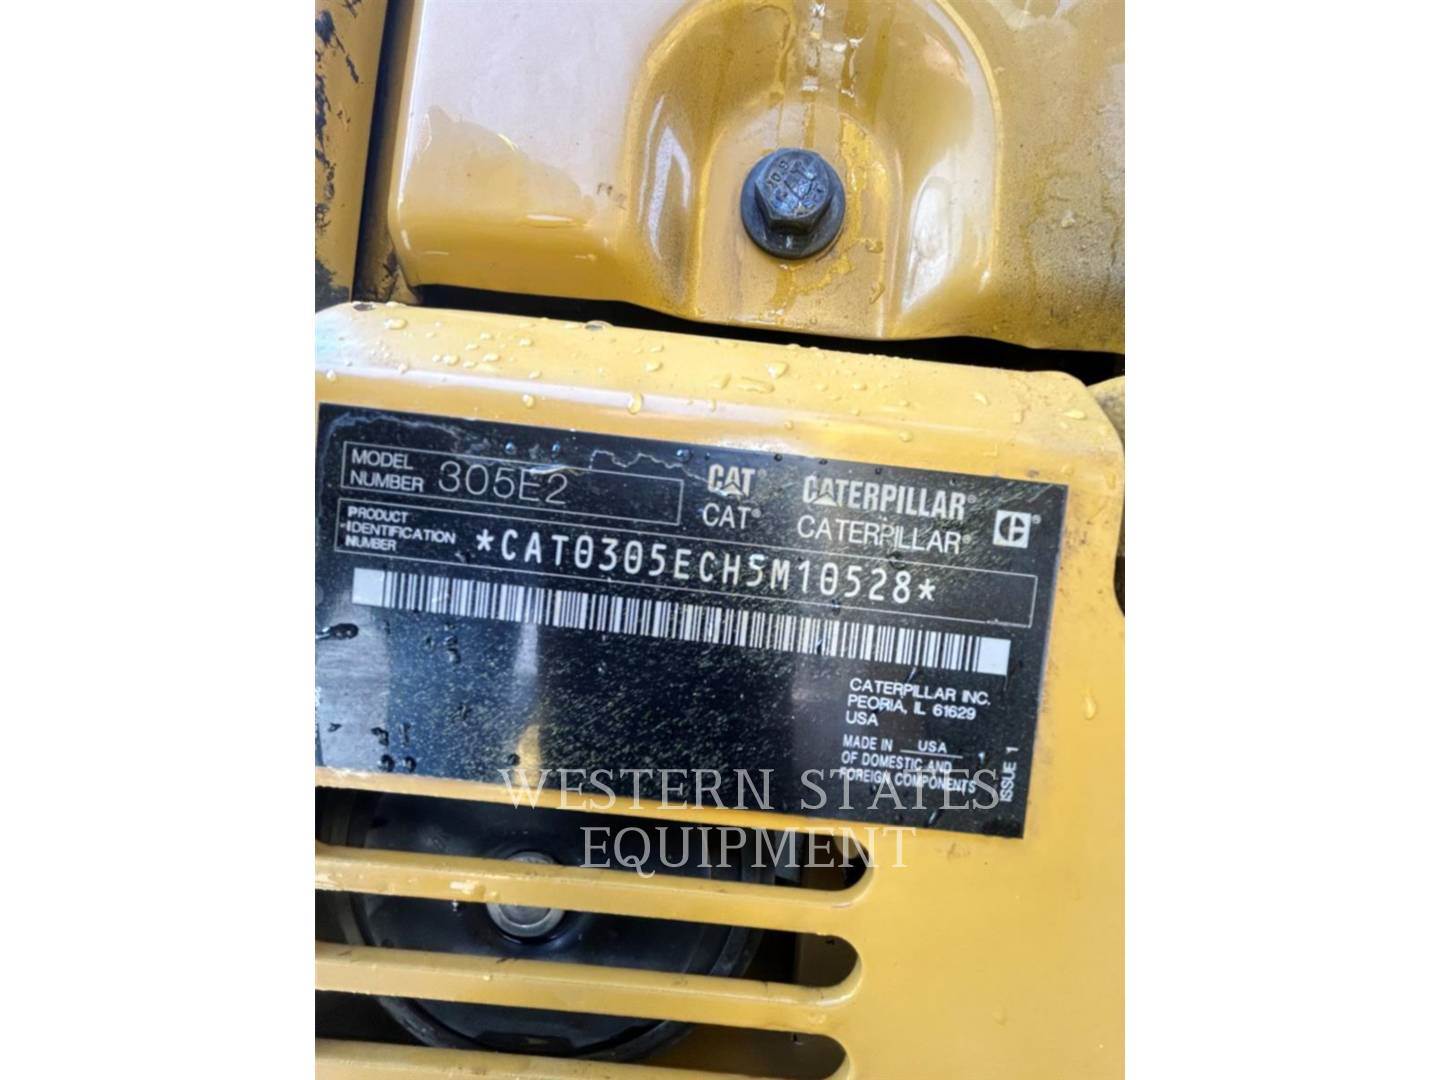 MODEL NUMBER 305E2
CAT® CATERPILLAR®
CAT® CATERPILLAR®
PRODUCT IDENTIFICATION NUMBER *CAT0305ECH5M10528*
CATERPILLAR INC.
PEORIA, IL 61629
USA
MADE IN USA
OF DOMESTIC AND
FOREIGN COMPONENTS
ISSUE 1
WESTERN STATES
EQUIPMENT